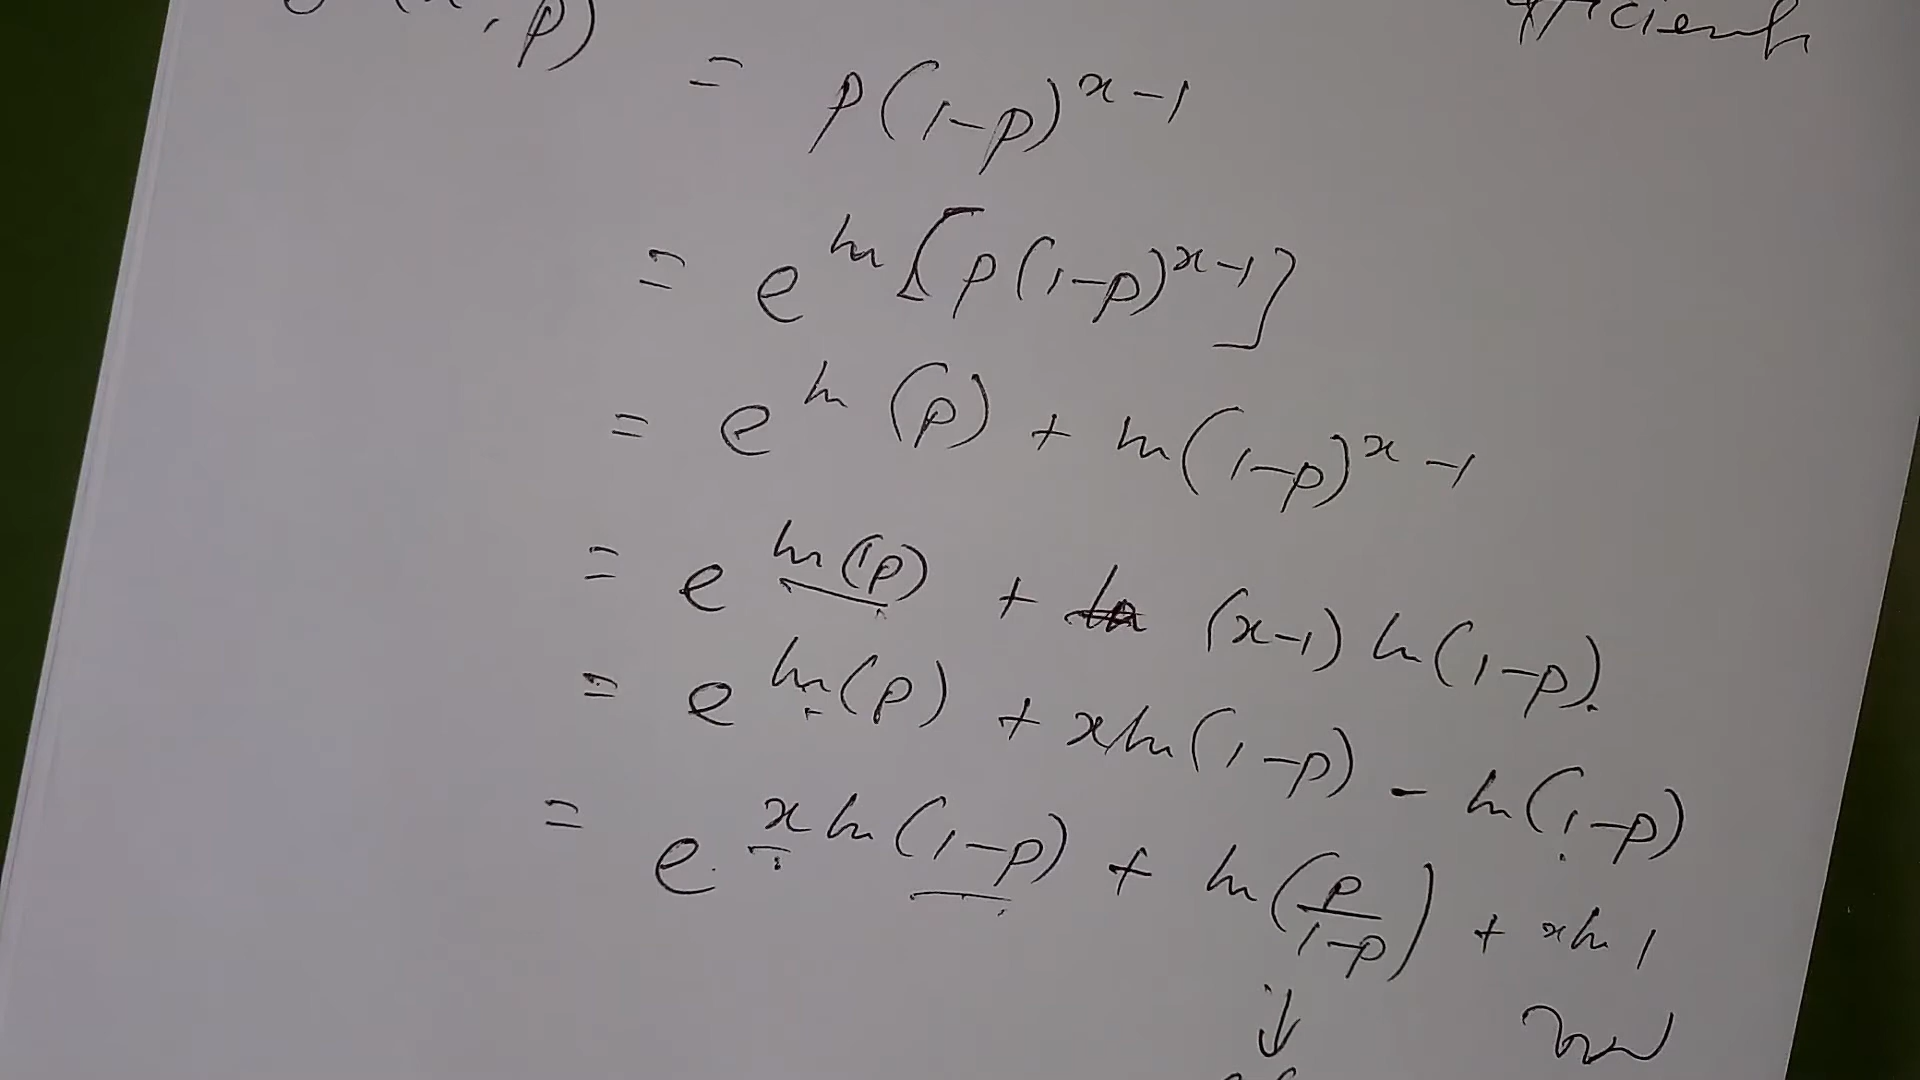 (x, p)
= p(1-p)^{x-1}
= e^{ln [p(1-p)^{x-1}]}
= e^{ln (p) + ln(1-p)^{x-1}}
= e^{ln(p) + (x-1) ln(1-p).}
= e^{ln(p) + x ln(1-p) - ln(1-p)}
= e^{x ln(1-p) + ln(p/(1-p)) + x ln 1}
↓